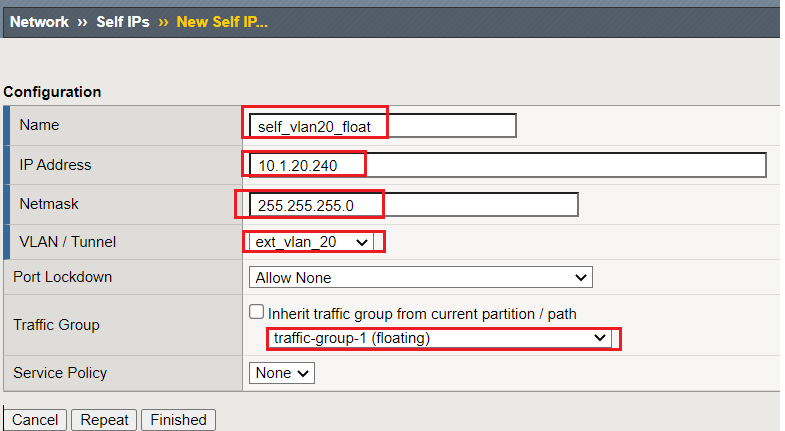 Network ›› Self IPs ›› New Self IP...
Configuration
Name self_vlan20_float
IP Address 10.1.20.240
Netmask 255.255.255.0
VLAN / Tunnel ext_vlan_20
Port Lockdown Allow None
Traffic Group Inherit traffic group from current partition / path
traffic-group-1 (floating)
Service Policy None
Cancel Repeat Finished